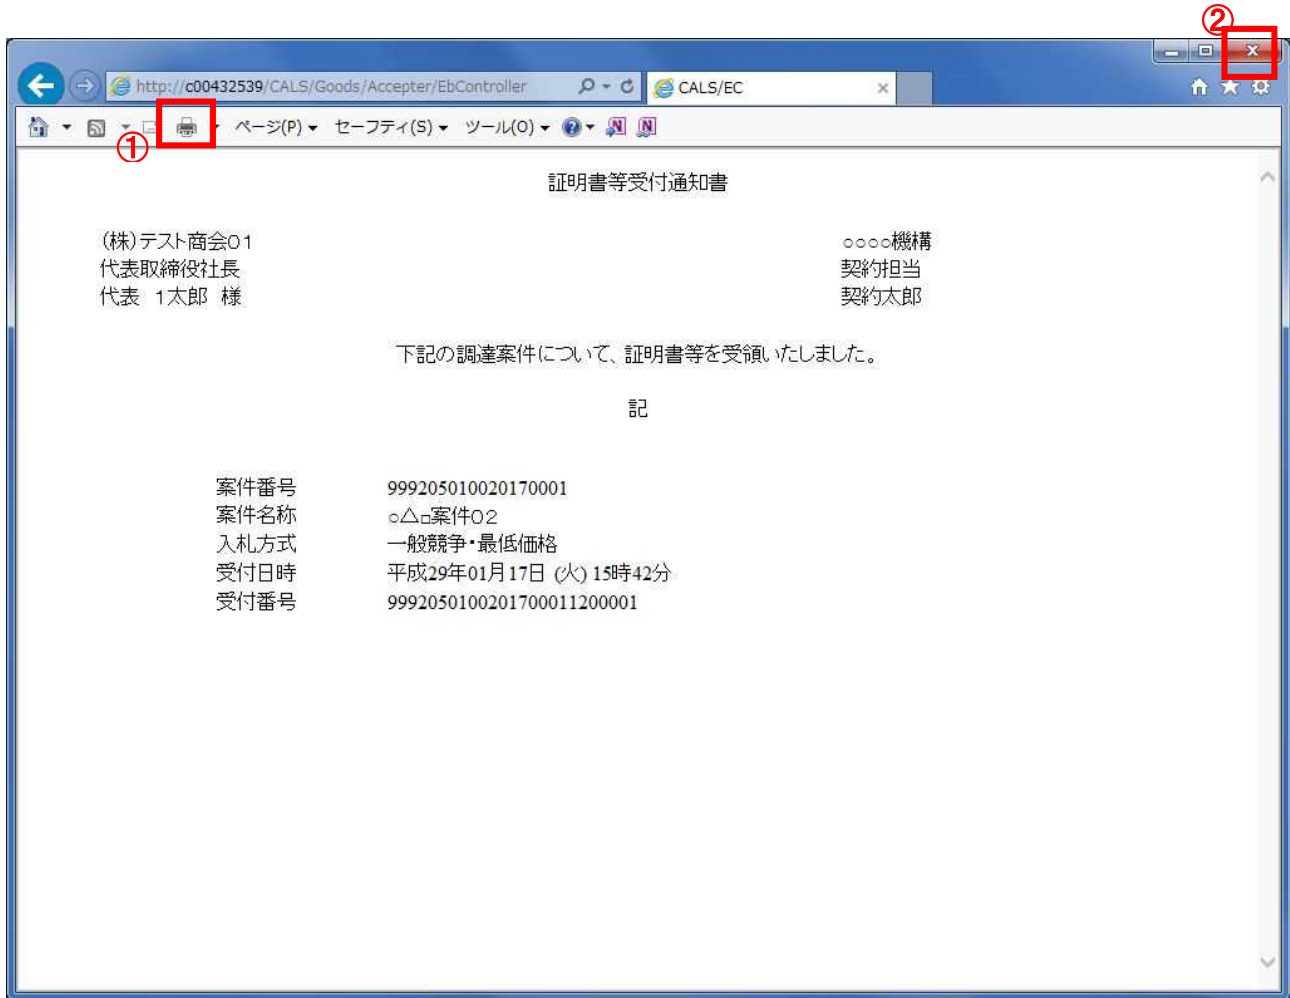 ②
http://c00432539/CALS/Goods/Accepter/EbController
CALS/EC
①
ページ(P) セーフティ(S) ツール(O)
証明書等受付通知書
(株)テスト商会01 ○○○○機構
代表取締役社長 契約担当
代表 1太郎 様 契約太郎
下記の調達案件について、証明書等を受領いたしました。
記
案件番号 999205010020170001
案件名称 ○△□案件02
入札方式 一般競争・最低価格
受付日時 平成29年01月17日 (火) 15時42分
受付番号 9992050100201700011200001